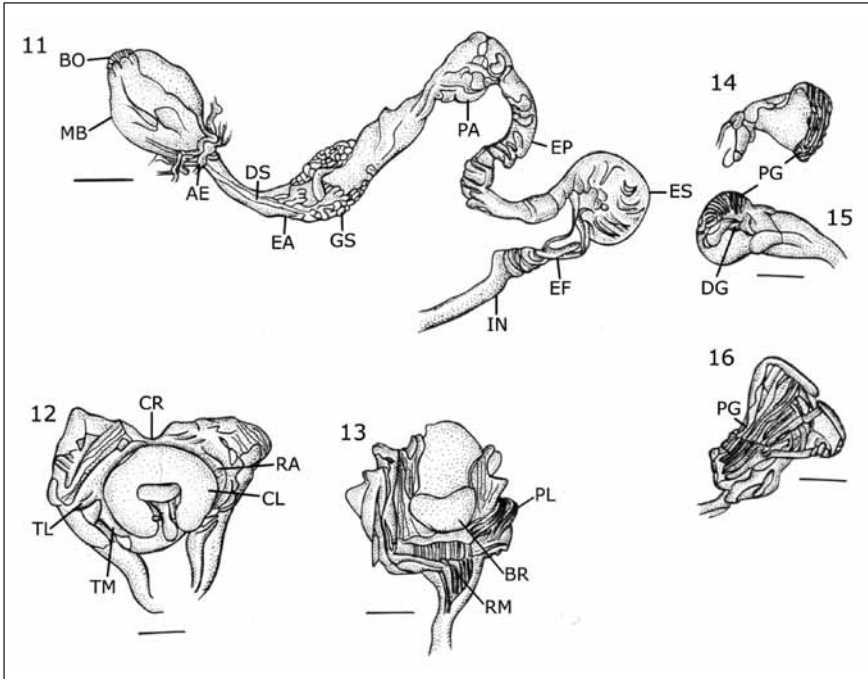 11
BO
MB
AE
DS
EA
GS
PA
EP
ES
EF
IN
14
PG
15
DG
12
CR
RA
CL
TL
TM
13
PL
BR
RM
16
PG